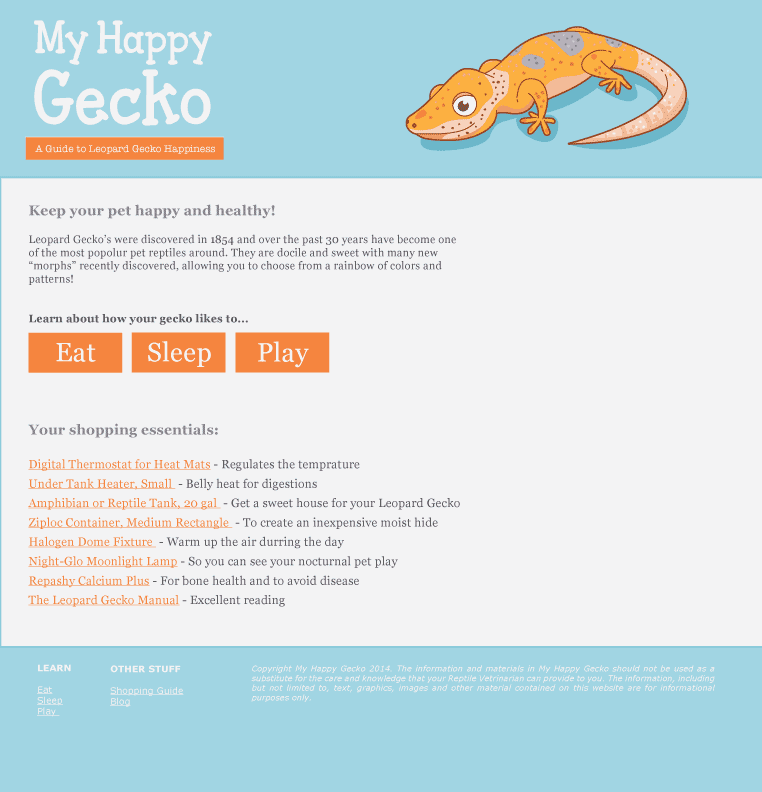 My Happy
Gecko
A Guide to Leopard Gecko Happiness
Keep your pet happy and healthy!
Leopard Gecko’s were discovered in 1854 and over the past 30 years have become one
of the most popolur pet reptiles around. They are docile and sweet with many new
“morphs” recently discovered, allowing you to choose from a rainbow of colors and
patterns!
Learn about how your gecko likes to...
Eat Sleep Play
Your shopping essentials:
Digital Thermostat for Heat Mats - Regulates the temprature
Under Tank Heater, Small - Belly heat for digestions
Amphibian or Reptile Tank, 20 gal - Get a sweet house for your Leopard Gecko
Ziploc Container, Medium Rectangle - To create an inexpensive moist hide
Halogen Dome Fixture - Warm up the air durring the day
Night-Glo Moonlight Lamp - So you can see your nocturnal pet play
Repashy Calcium Plus - For bone health and to avoid disease
The Leopard Gecko Manual - Excellent reading
LEARN
Eat
Sleep
Play
OTHER STUFF
Shopping Guide
Blog
Copyright My Happy Gecko 2014. The information and materials in My Happy Gecko should not be used as a
substitute for the care and knowledge that your Reptile Vetrinarian can provide to you. The information, including
but not limited to, text, graphics, images and other material contained on this website are for informational
purposes only.